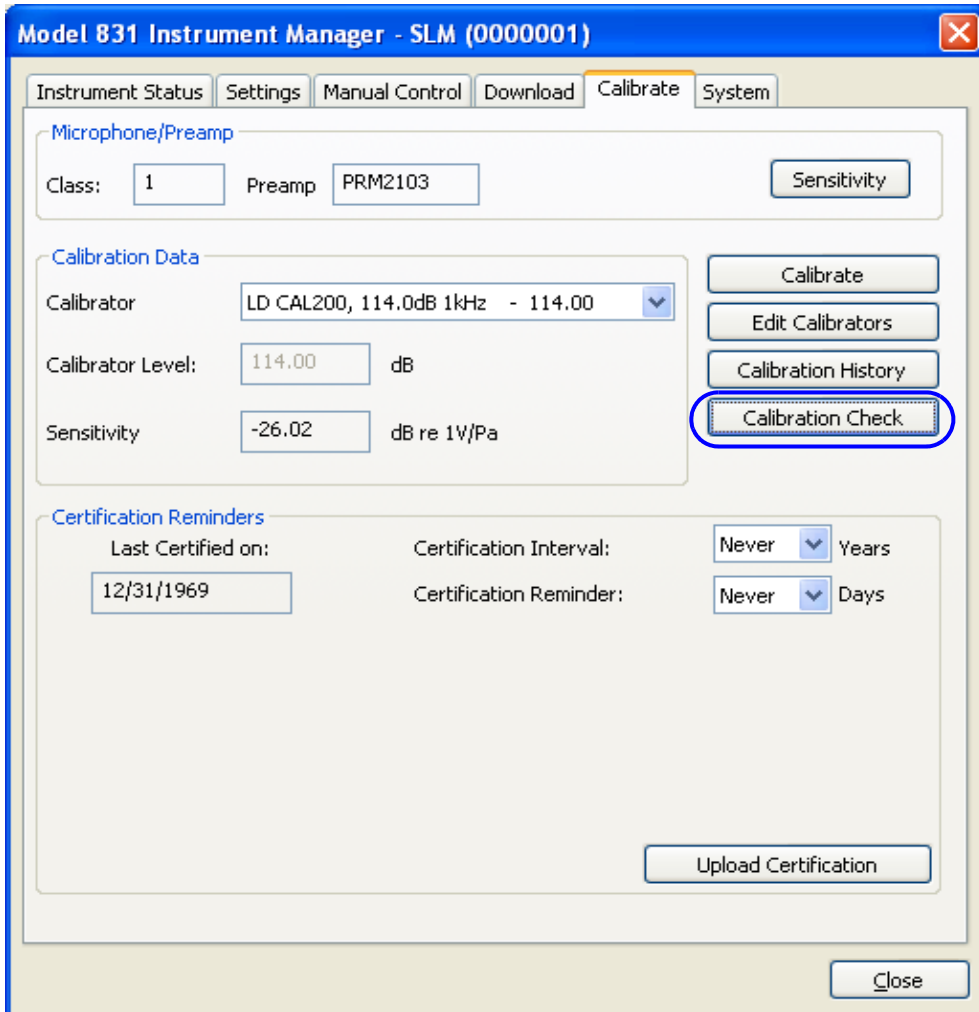 Model 831 Instrument Manager - SLM (0000001)
Instrument Status Settings Manual Control Download Calibrate System
Microphone/Preamp
Class: 1 Preamp PRM2103 Sensitivity
Calibration Data
Calibrator LD CAL200, 114.0dB 1kHz - 114.00
Calibrator Level: 114.00 dB
Sensitivity -26.02 dB re 1V/Pa
Calibrate
Edit Calibrators
Calibration History
Calibration Check
Certification Reminders
Last Certified on: Certification Interval: Never Years
12/31/1969 Certification Reminder: Never Days
Upload Certification
Close